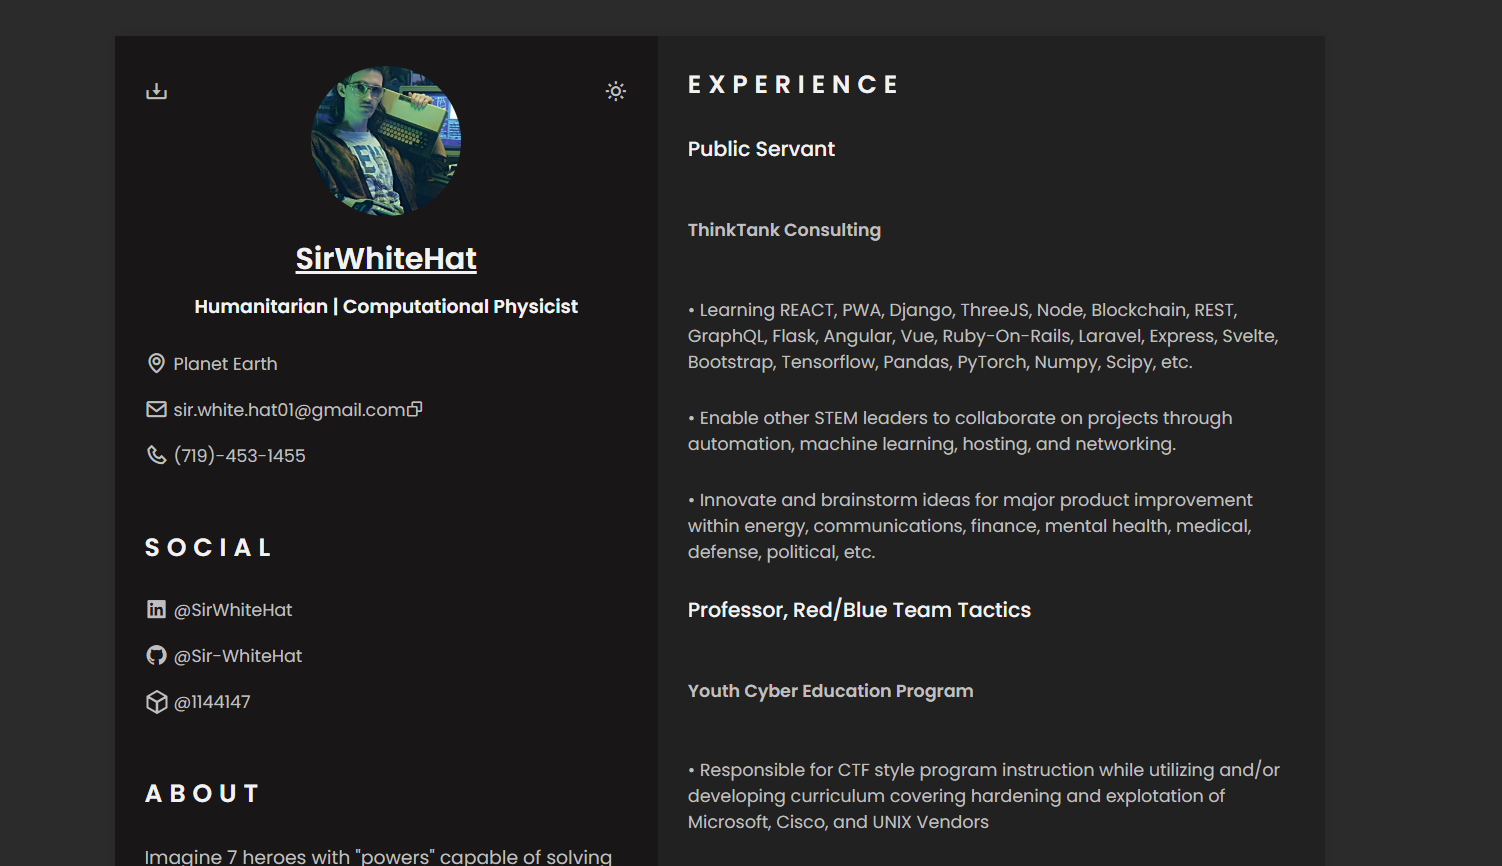 SirWhiteHat
Humanitarian | Computational Physicist
Planet Earth
sir.white.hat01@gmail.com
(719)-453-1455
SOCIAL
@SirWhiteHat
@Sir-WhiteHat
@1144147
ABOUT
Imagine 7 heroes with "powers" capable of solving
EXPERIENCE
Public Servant
ThinkTank Consulting
• Learning REACT, PWA, Django, ThreeJS, Node, Blockchain, REST,
GraphQL, Flask, Angular, Vue, Ruby-On-Rails, Laravel, Express, Svelte,
Bootstrap, Tensorflow, Pandas, PyTorch, Numpy, Scipy, etc.
• Enable other STEM leaders to collaborate on projects through
automation, machine learning, hosting, and networking.
• Innovate and brainstorm ideas for major product improvement
within energy, communications, finance, mental health, medical,
defense, political, etc.
Professor, Red/Blue Team Tactics
Youth Cyber Education Program
• Responsible for CTF style program instruction while utilizing and/or
developing curriculum covering hardening and explotation of
Microsoft, Cisco, and UNIX Vendors